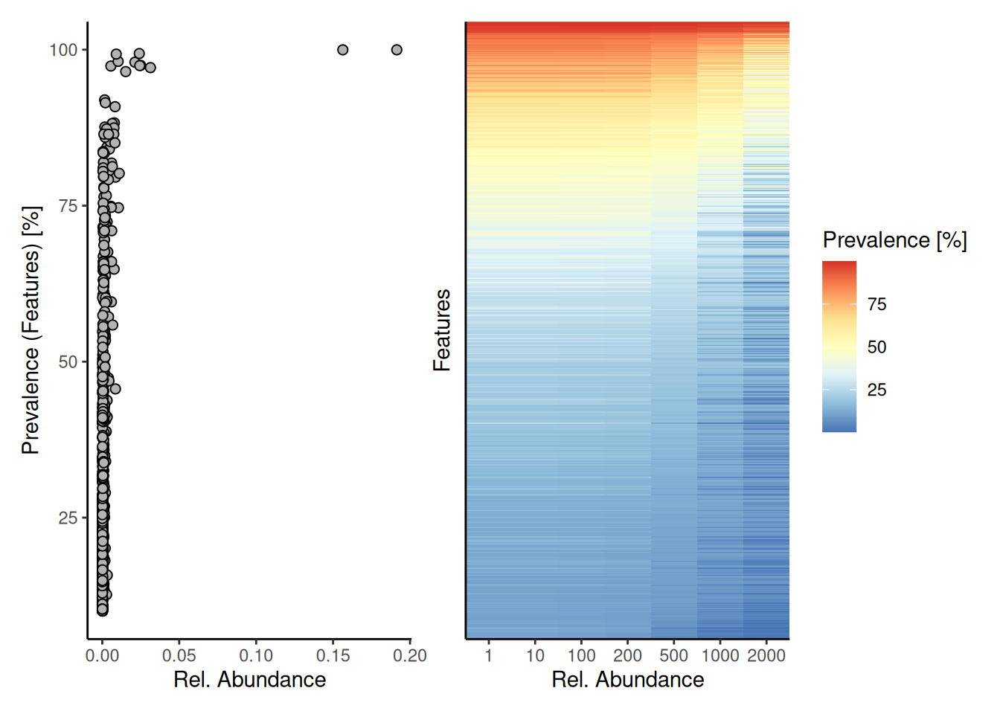 Prevalence (Features) [%]
100
75
50
25
0.00 0.05 0.10 0.15 0.20
Rel. Abundance
Features
1 10 100 200 500 1000 2000
Rel. Abundance
Prevalence [%]
75
50
25